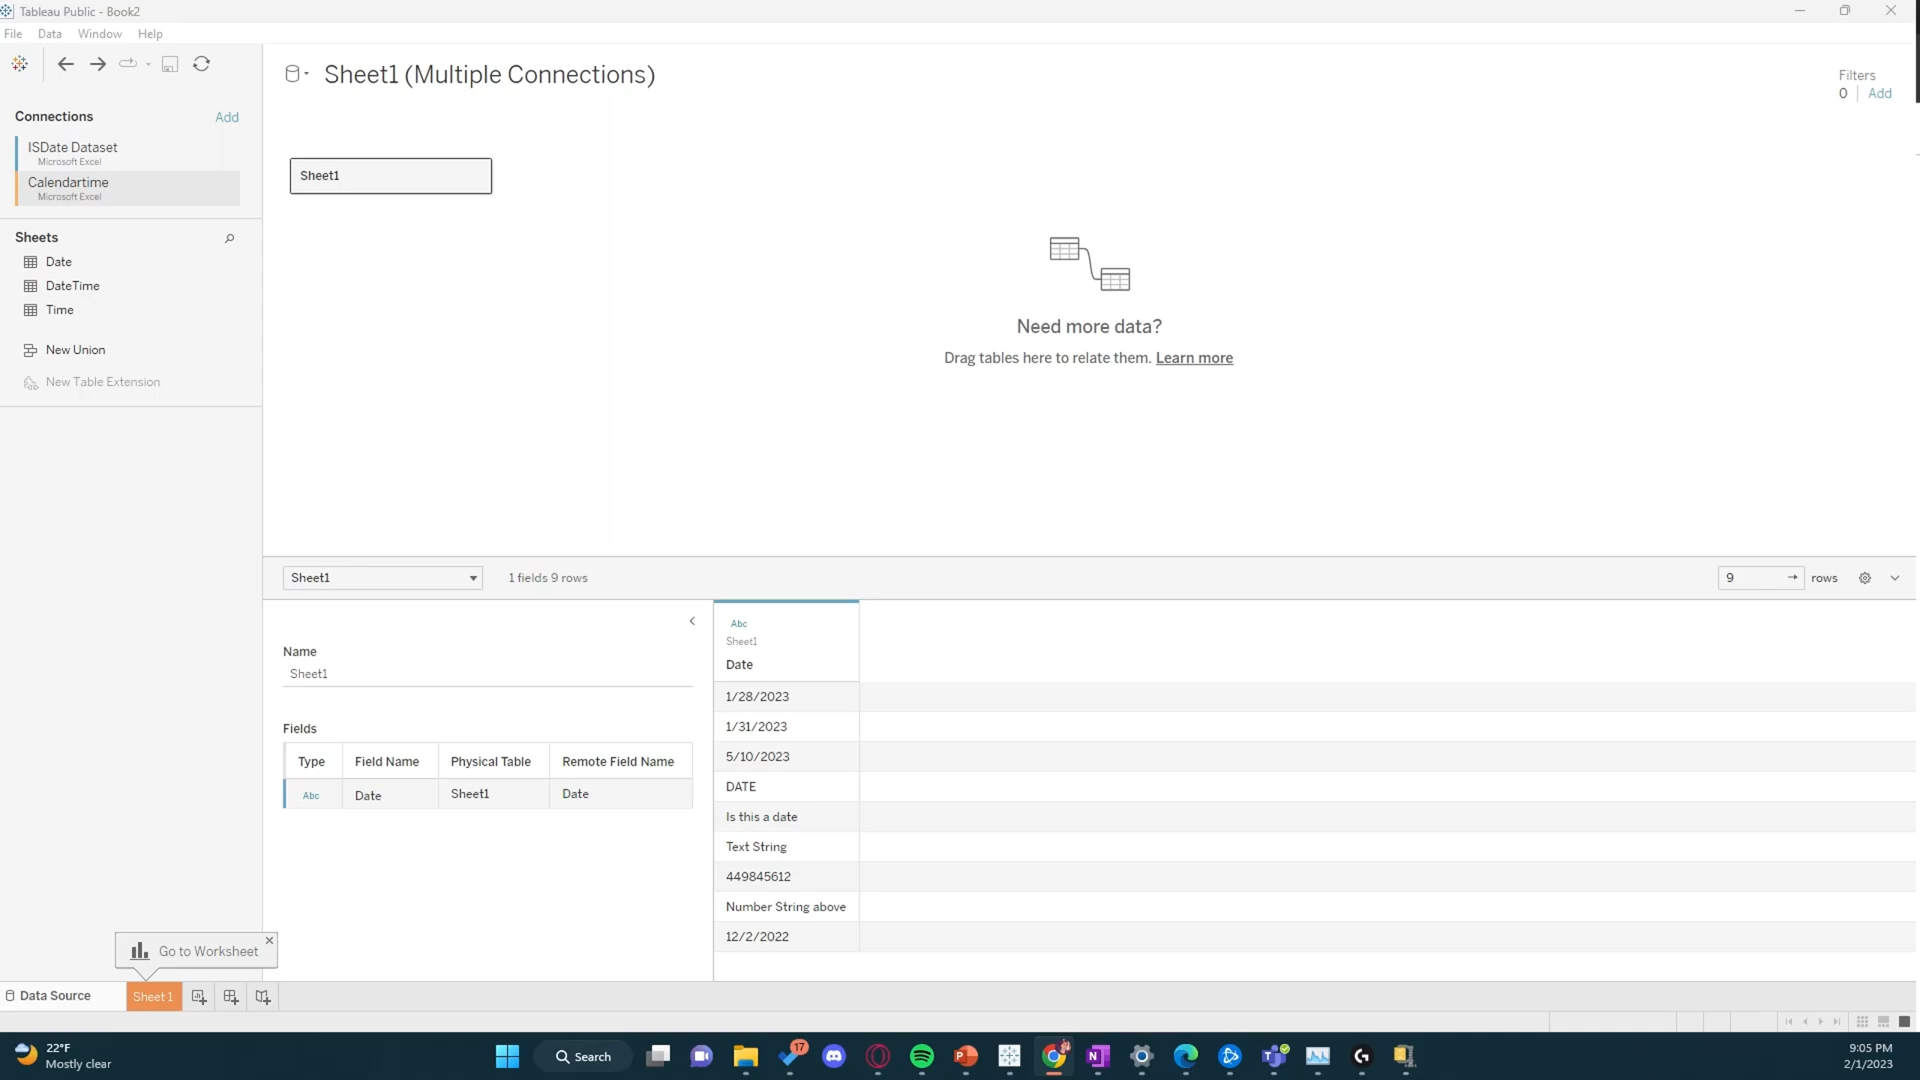 Tableau Public - Book2
File Data Window Help
Connections Add
ISDate Dataset
Microsoft Excel
Calendartime
Microsoft Excel
Sheets
Date
DateTime
Time
New Union
New Table Extension
Sheet1 (Multiple Connections)
Filters
0 Add
Sheet1
Need more data?
Drag tables here to relate them. Learn more
Sheet1 1 fields 9 rows 9 rows
Name
Sheet1
Fields
Type Field Name Physical Table Remote Field Name
Abc Date Sheet1 Date
Abc
Sheet1
Date
1/28/2023
1/31/2023
5/10/2023
DATE
Is this a date
Text String
449845612
Number String above
12/2/2022
Go to Worksheet
Data Source Sheet 1
22°F
Mostly clear
Search
17
9:05 PM
2/1/2023